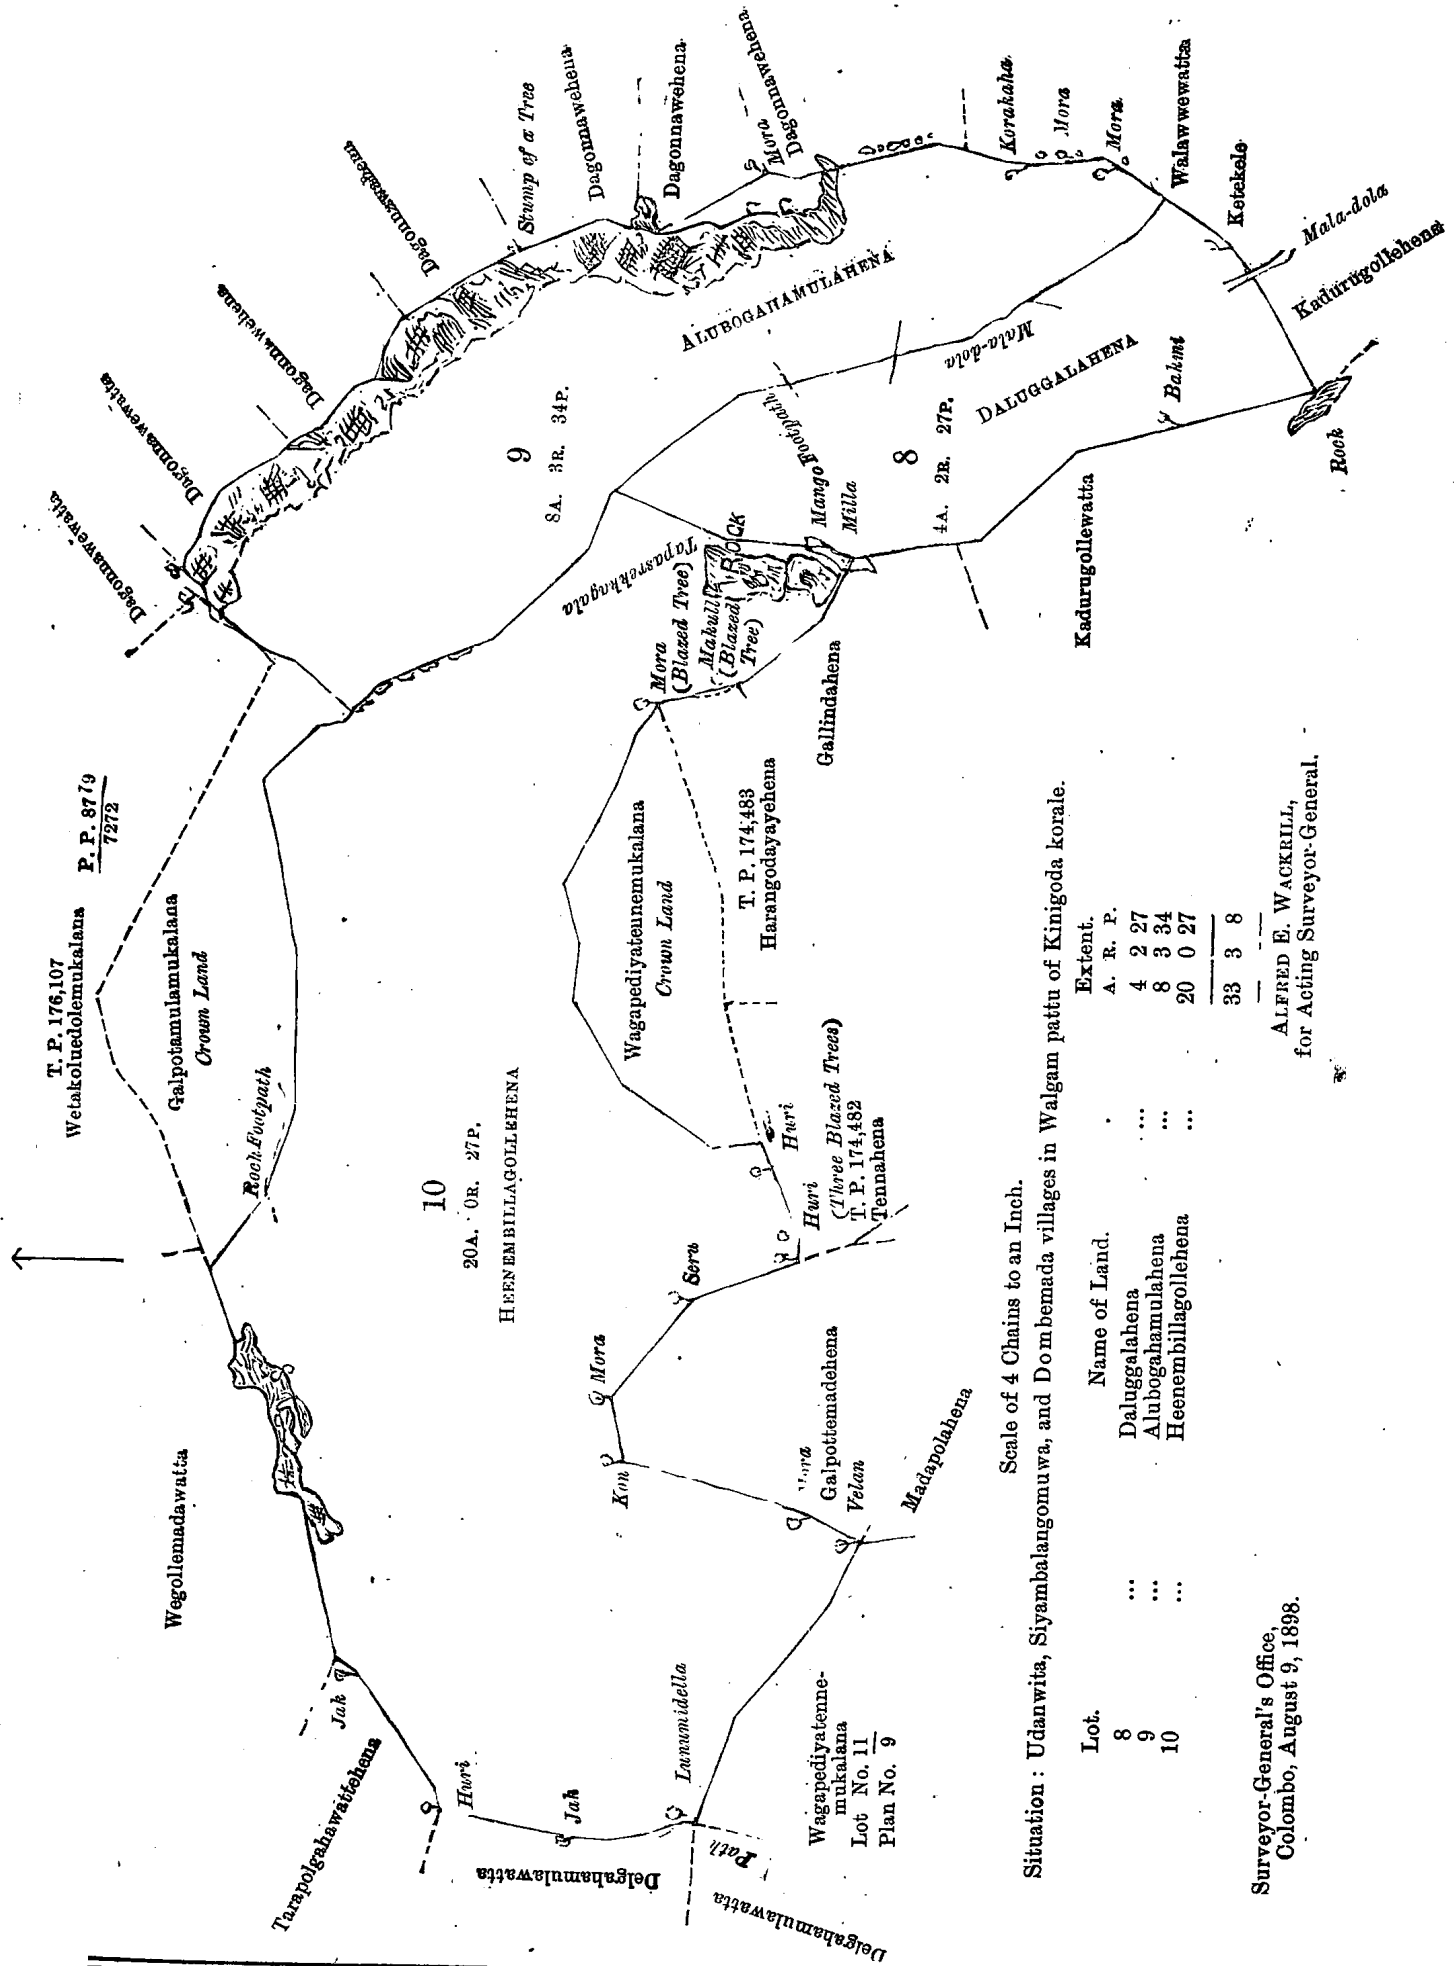 T. P. 176,107
Wetakoluedolemukalana
P. P. 8779
7272
Galpotamulamukalana
Crown Land
Rock Footpath
Wegollemadawatta
Jak
Tarapolgahawattehena
Huri
Jak
Delgahamulawatta
Lunumidella
Path
Delgahamulawatta
Wagapediyatenne-
mukalana
Lot No. 11
Plan No. 9
10
20A. 0R. 27P.
HEENEMBILLAGOLLEHENA
Kon
Mora
Seru
Galpottemadehena
Velan
Madapolahena
Huri
Huri
(Three Blazed Trees)
T. P. 174,482
Tennahena
Wagapediyatennemukalana
Crown Land
T. P. 174,483
Harangodayayehena
Mora
(Blazed Tree)
(Blazed
Tree)
ROCK
Gallindahena
Mango
Milla
Footpath
9
8A. 3R. 34P.
ALUBOGAHAMULAHENA
8
4A. 2R. 27P.
DALUGGALAHENA
Mala-dola
Kadurugollewatta
Bakmi
Rock
Kadurugollehena
Mala-dola
Ketekele
Walawwewatta
Mora
Mora
Korakaha
Dagonnawehena
Mora
Dagonnawehena
Dagonnawehena
Stump of a Tree
Dagonnawehena
Dagonnawehena
Dagonnawewatta
Dagonnawewatta
Scale of 4 Chains to an Inch.
Situation : Udanwita, Siyambalangomuwa, and Dombemada villages in Walgam pattu of Kinigoda korale.
Lot. Name of Land. Extent.
A. R. P.
8 ... Daluggalahena ... 4 2 27
9 ... Alubogahamulahena ... 8 3 34
10 ... Heenembillagollehena ... 20 0 27
33 3 8
Surveyor-General's Office,
Colombo, August 9, 1898.
ALFRED E. WACKRILL,
for Acting Surveyor-General.